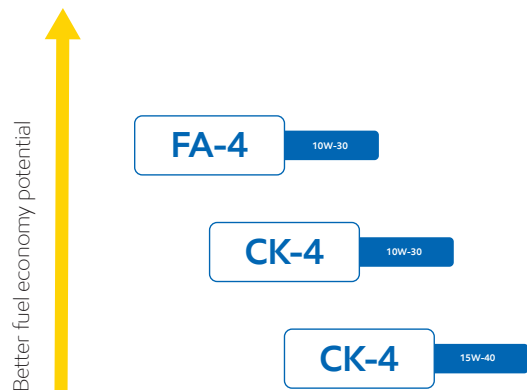 Better fuel economy potential
FA-4
10W-30
CK-4
10W-30
CK-4
15W-40